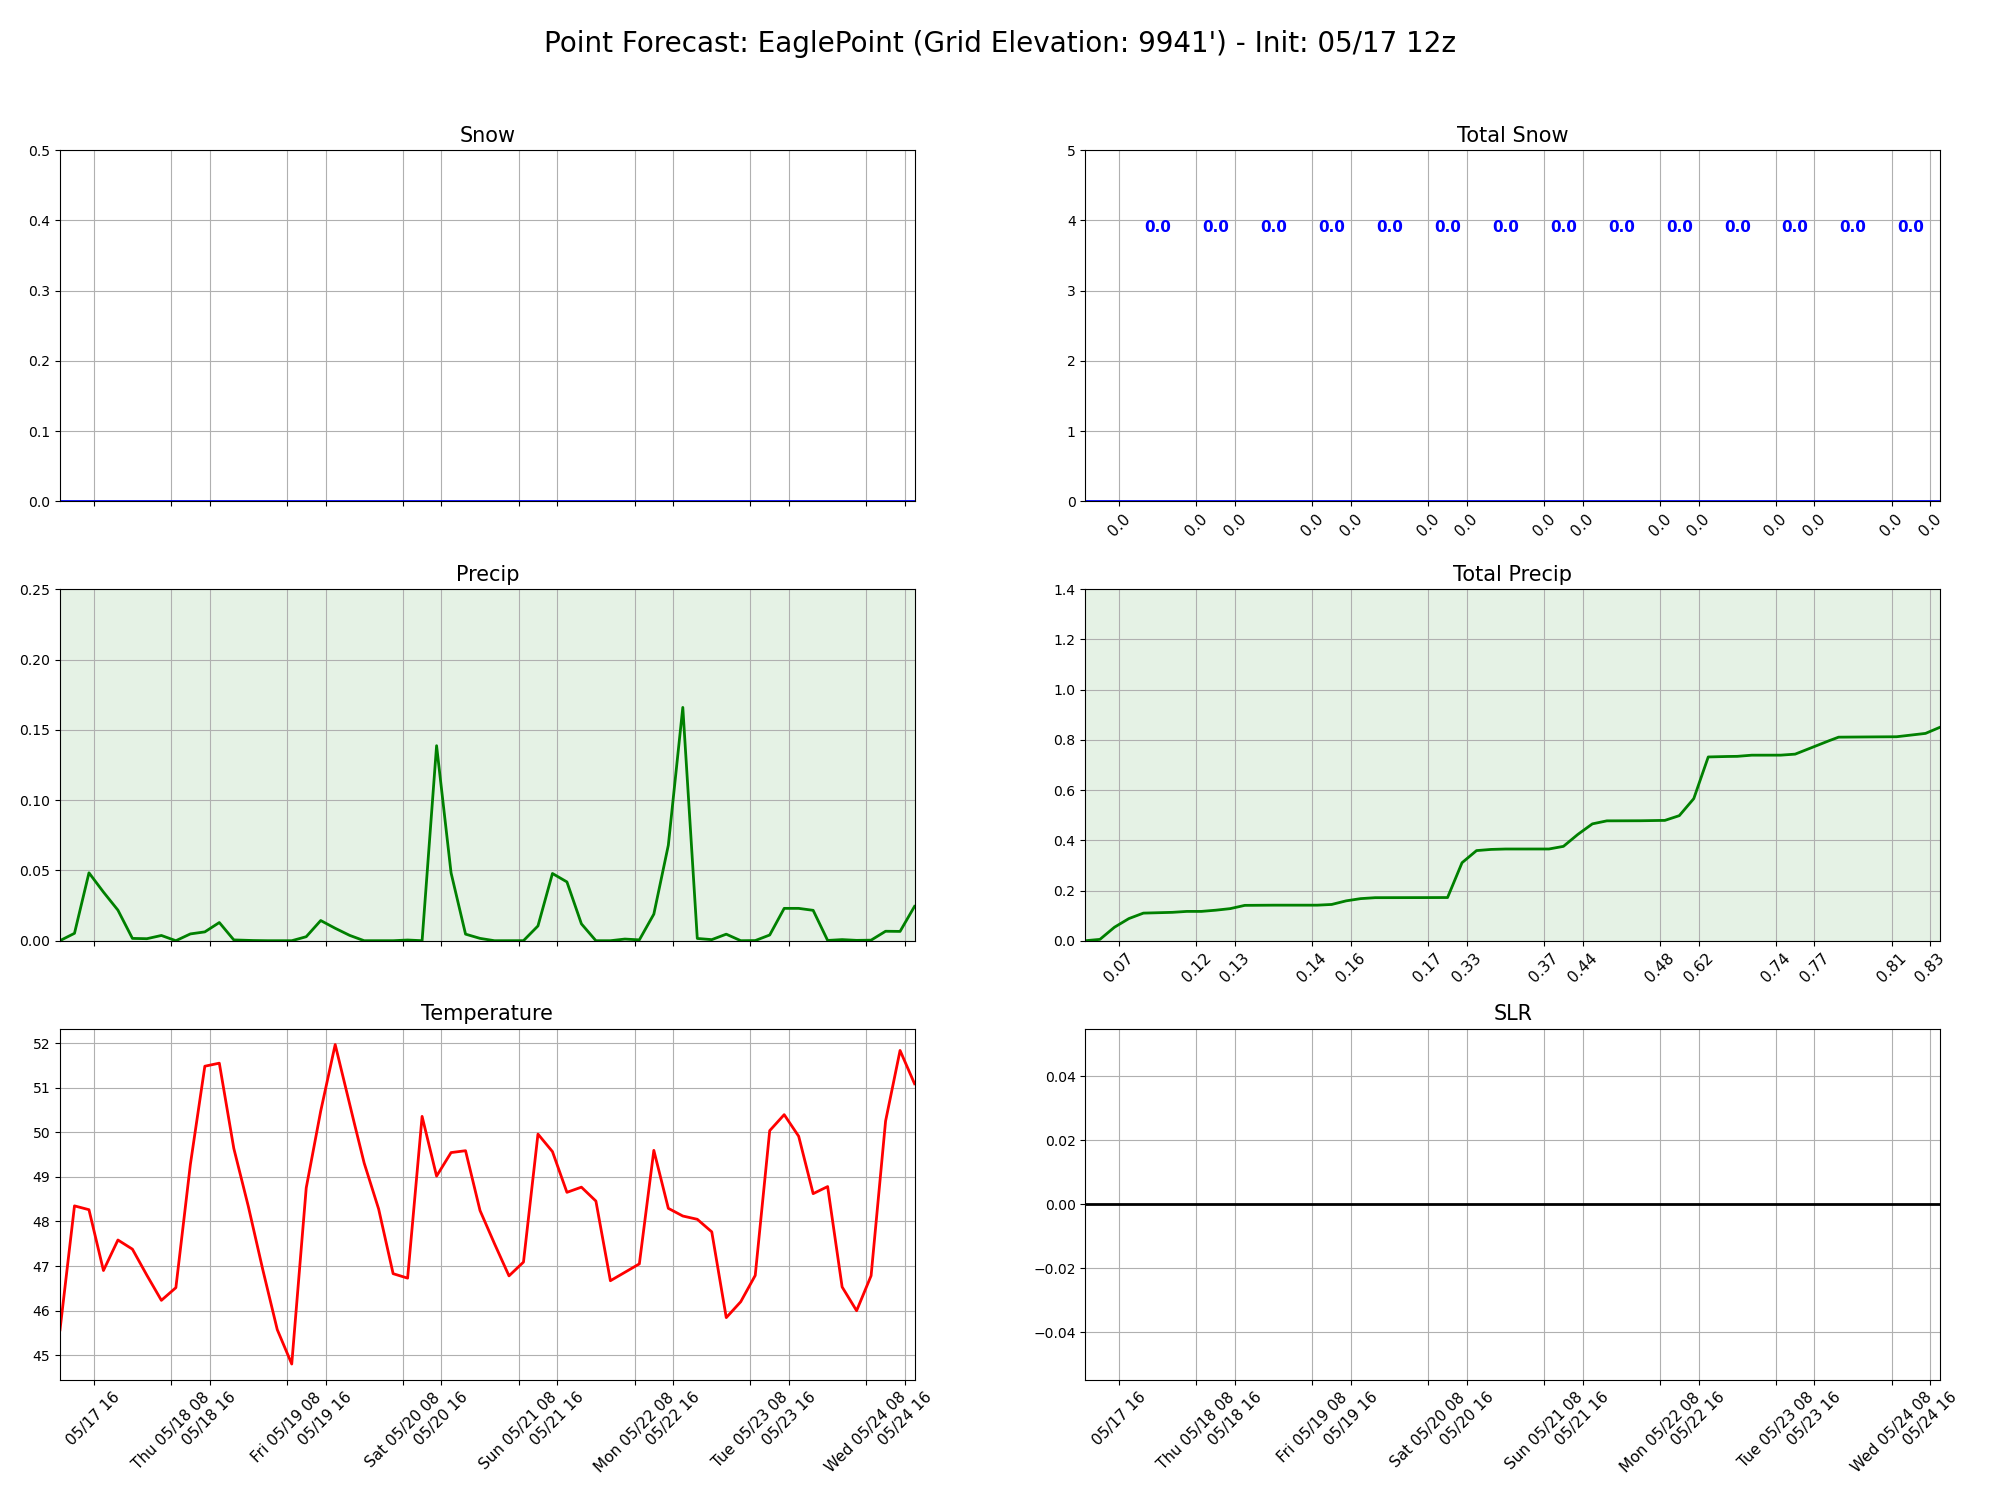 Point Forecast: EaglePoint (Grid Elevation: 9941') - Init: 05/17 12z
Snow
0.5
0.4
0.3
0.2
0.1
0.0
Total Snow
5
4
3
2
1
0
0.0 0.0 0.0 0.0 0.0 0.0 0.0 0.0 0.0 0.0 0.0 0.0 0.0 0.0
0.0 0.0 0.0 0.0 0.0 0.0 0.0 0.0 0.0 0.0 0.0 0.0 0.0 0.0 0.0
Precip
0.25
0.20
0.15
0.10
0.05
0.00
Total Precip
1.4
1.2
1.0
0.8
0.6
0.4
0.2
0.0
0.07 0.12 0.13 0.14 0.16 0.17 0.33 0.37 0.44 0.48 0.62 0.74 0.77 0.81 0.83
Temperature
52
51
50
49
48
47
46
45
05/17 16
Thu 05/18 08
05/18 16
Fri 05/19 08
05/19 16
Sat 05/20 08
05/20 16
Sun 05/21 08
05/21 16
Mon 05/22 08
05/22 16
Tue 05/23 08
05/23 16
Wed 05/24 08
05/24 16
SLR
0.04
0.02
0.00
−0.02
−0.04
05/17 16
Thu 05/18 08
05/18 16
Fri 05/19 08
05/19 16
Sat 05/20 08
05/20 16
Sun 05/21 08
05/21 16
Mon 05/22 08
05/22 16
Tue 05/23 08
05/23 16
Wed 05/24 08
05/24 16